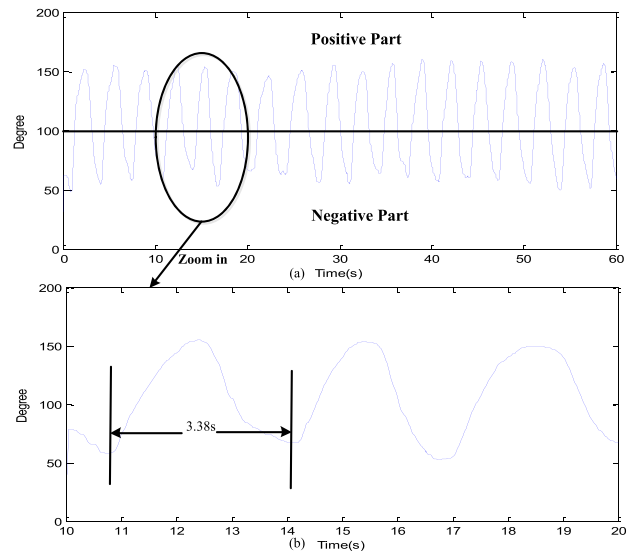 200
Positive Part
150
Degree
100
50
Negative Part
0
0 10 20 30 40 50 60
Zoom in
(a) Time(s)
200
150
Degree
100
3.38s
50
0
10 11 12 13 14 15 16 17 18 19 20
(b) Time(s)